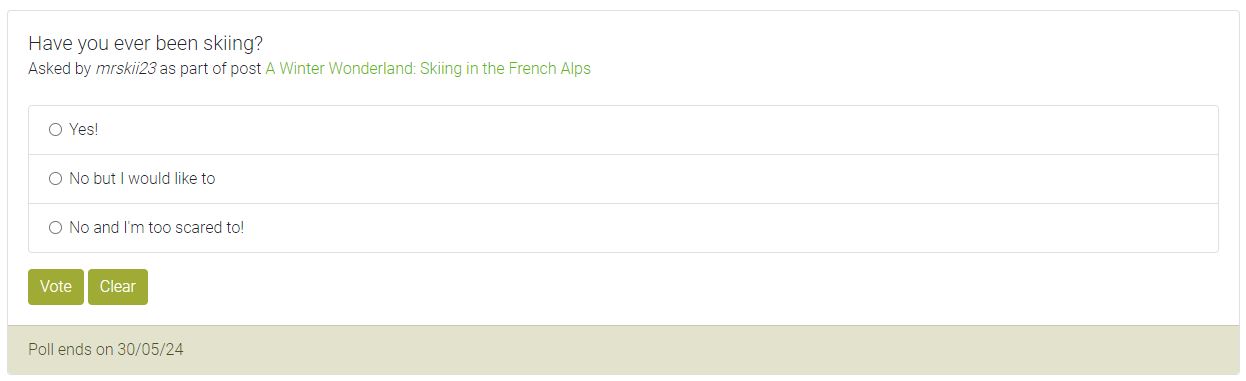 Have you ever been skiing?
Asked by mrskii23 as part of post A Winter Wonderland: Skiing in the French Alps
Yes!
No but I would like to
No and I'm too scared to!
Vote Clear
Poll ends on 30/05/24